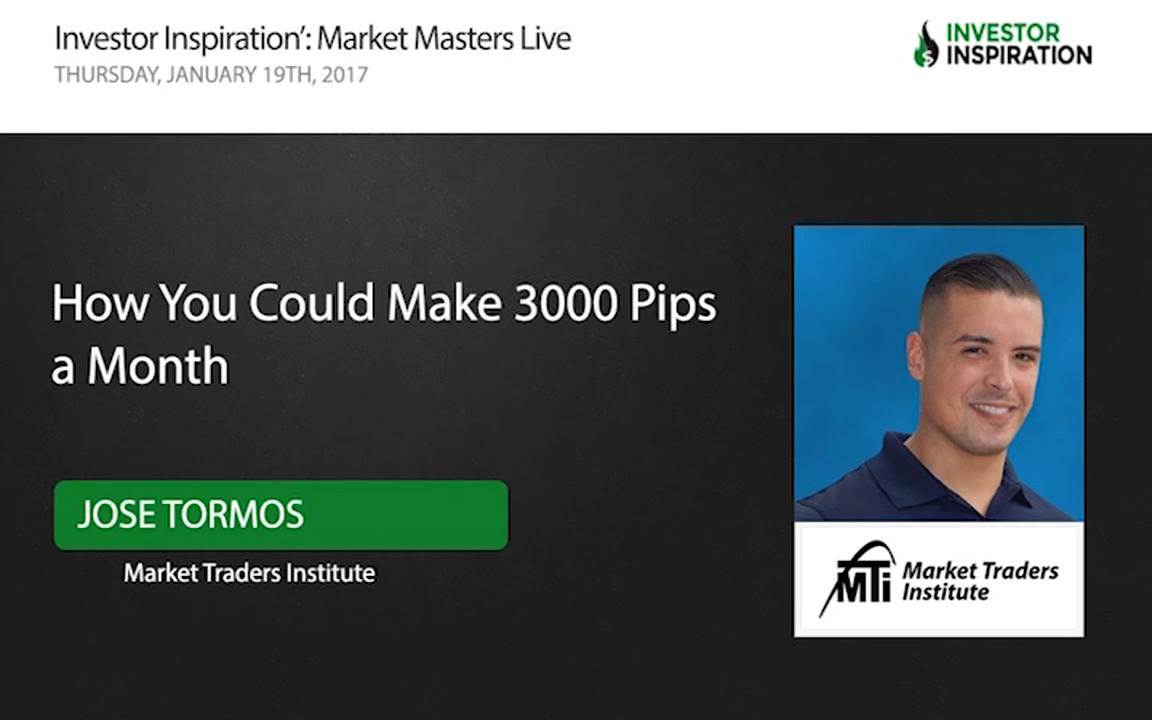 Investor Inspiration': Market Masters Live
THURSDAY, JANUARY 19TH, 2017
INVESTOR
INSPIRATION
How You Could Make 3000 Pips
a Month
JOSE TORMOS
Market Traders Institute
MTi
Market Traders
Institute